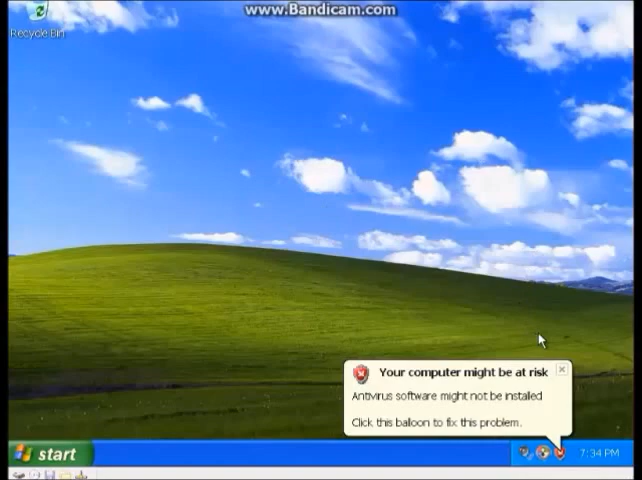 www.Bandicam.com
Recycle Bin
Your computer might be at risk
Antivirus software might not be installed
Click this balloon to fix this problem.
start
7:34 PM